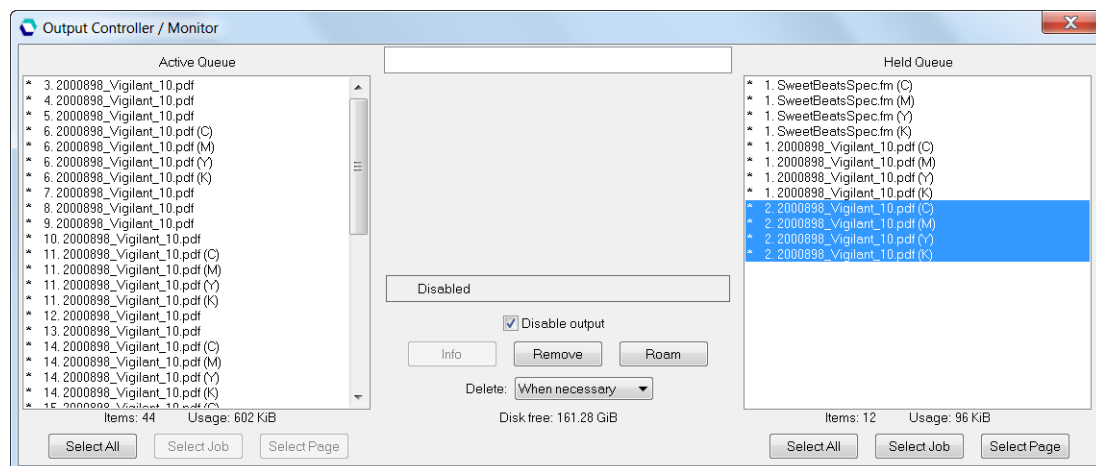 Output Controller / Monitor
X
Active Queue
* 3. 2000898_Vigilant_10.pdf
* 4. 2000898_Vigilant_10.pdf
* 5. 2000898_Vigilant_10.pdf
* 6. 2000898_Vigilant_10.pdf (C)
* 6. 2000898_Vigilant_10.pdf (M)
* 6. 2000898_Vigilant_10.pdf (Y)
* 6. 2000898_Vigilant_10.pdf (K)
* 7. 2000898_Vigilant_10.pdf
* 8. 2000898_Vigilant_10.pdf
* 9. 2000898_Vigilant_10.pdf
* 10. 2000898_Vigilant_10.pdf
* 11. 2000898_Vigilant_10.pdf (C)
* 11. 2000898_Vigilant_10.pdf (M)
* 11. 2000898_Vigilant_10.pdf (Y)
* 11. 2000898_Vigilant_10.pdf (K)
* 12. 2000898_Vigilant_10.pdf
* 13. 2000898_Vigilant_10.pdf
* 14. 2000898_Vigilant_10.pdf (C)
* 14. 2000898_Vigilant_10.pdf (M)
* 14. 2000898_Vigilant_10.pdf (Y)
* 14. 2000898_Vigilant_10.pdf (K)
* 15. 2000898_Vigilant_10.pdf (C)
Items: 44 Usage: 602 KiB
Select All Select Job Select Page
Disabled
Disable output
Info Remove Roam
Delete: When necessary
Disk free: 161.28 GiB
Held Queue
* 1. SweetBeatsSpec.fm (C)
* 1. SweetBeatsSpec.fm (M)
* 1. SweetBeatsSpec.fm (Y)
* 1. SweetBeatsSpec.fm (K)
* 1. 2000898_Vigilant_10.pdf (C)
* 1. 2000898_Vigilant_10.pdf (M)
* 1. 2000898_Vigilant_10.pdf (Y)
* 1. 2000898_Vigilant_10.pdf (K)
* 2. 2000898_Vigilant_10.pdf (C)
* 2. 2000898_Vigilant_10.pdf (M)
* 2. 2000898_Vigilant_10.pdf (Y)
* 2. 2000898_Vigilant_10.pdf (K)
Items: 12 Usage: 96 KiB
Select All Select Job Select Page